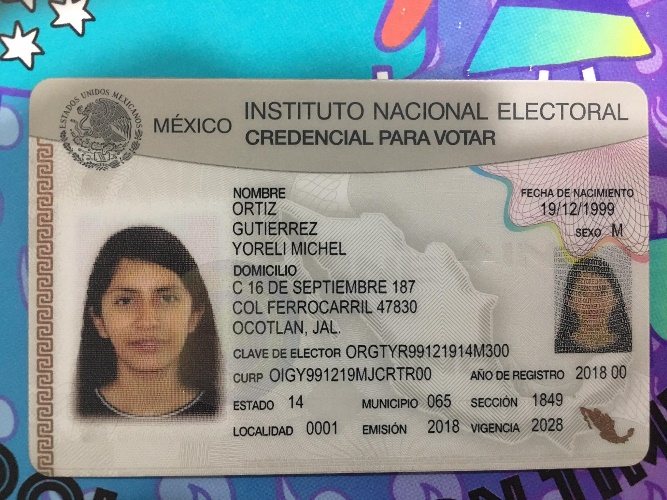 ESTADOS UNIDOS MEXICANOS
MÉXICO INSTITUTO NACIONAL ELECTORAL
CREDENCIAL PARA VOTAR
NOMBRE
ORTIZ
GUTIERREZ
YORELI MICHEL
FECHA DE NACIMIENTO
19/12/1999
SEXO M
DOMICILIO
C 16 DE SEPTIEMPRE 187
COL FERROCARRIL 47830
OCOTLAN, JAL.
CLAVE DE ELECTOR ORGTYR99121914M300
CURP OIGY991219MJCRTR00 AÑO DE REGISTRO 2018 00
ESTADO 14 MUNICIPIO 065 SECCIÓN 1849
LOCALIDAD 0001 EMISIÓN 2018 VIGENCIA 2028